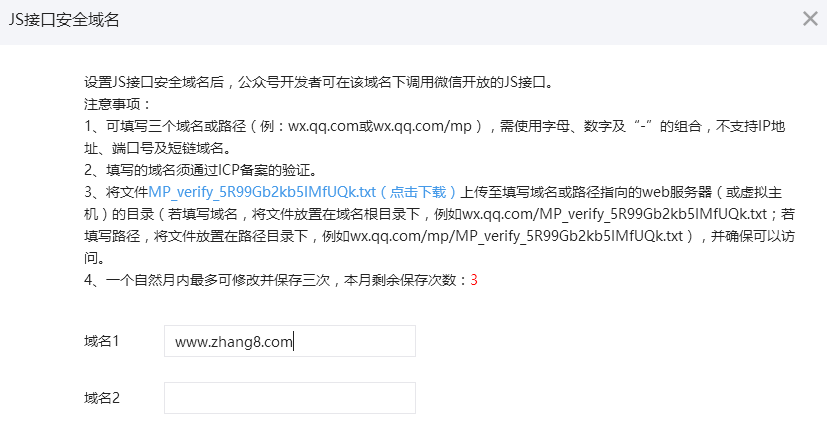 JS接口安全域名
设置JS接口安全域名后，公众号开发者可在该域名下调用微信开放的JS接口。
注意事项：
1、可填写三个域名或路径（例：wx.qq.com或wx.qq.com/mp），需使用字母、数字及“-”的组合，不支持IP地
址、端口号及短链域名。
2、填写的域名须通过ICP备案的验证。
3、将文件MP_verify_5R99Gb2kb5IMfUQk.txt（点击下载）上传至填写域名或路径指向的web服务器（或虚拟主
机）的目录（若填写域名，将文件放置在域名根目录下，例如wx.qq.com/MP_verify_5R99Gb2kb5IMfUQk.txt；若
填写路径，将文件放置在路径目录下，例如wx.qq.com/mp/MP_verify_5R99Gb2kb5IMfUQk.txt），并确保可以访
问。
4、一个自然月内最多可修改并保存三次，本月剩余保存次数：3
域名1 www.zhang8.com
域名2